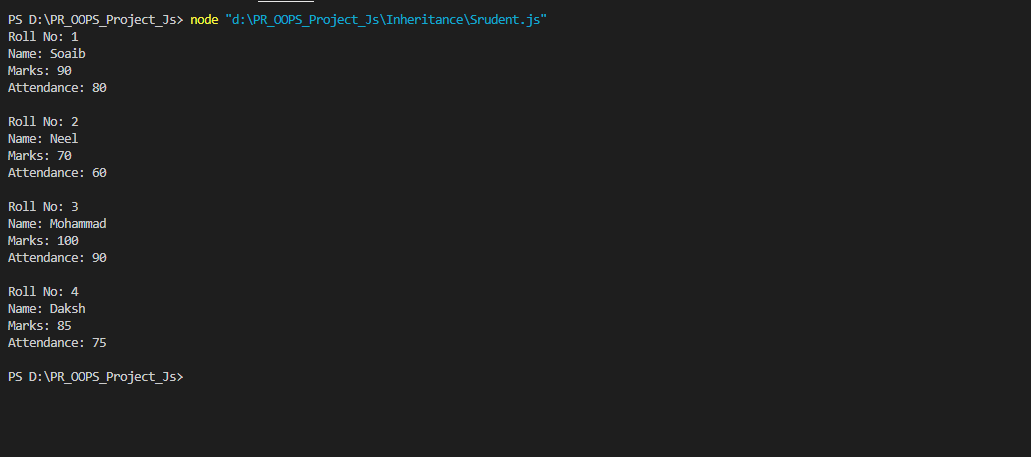 PS D:\PR_OOPS_Project_Js> node "d:\PR_OOPS_Project_Js\Inheritance\Srudent.js"
Roll No: 1
Name: Soaib
Marks: 90
Attendance: 80
Roll No: 2
Name: Neel
Marks: 70
Attendance: 60
Roll No: 3
Name: Mohammad
Marks: 100
Attendance: 90
Roll No: 4
Name: Daksh
Marks: 85
Attendance: 75
PS D:\PR_OOPS_Project_Js>